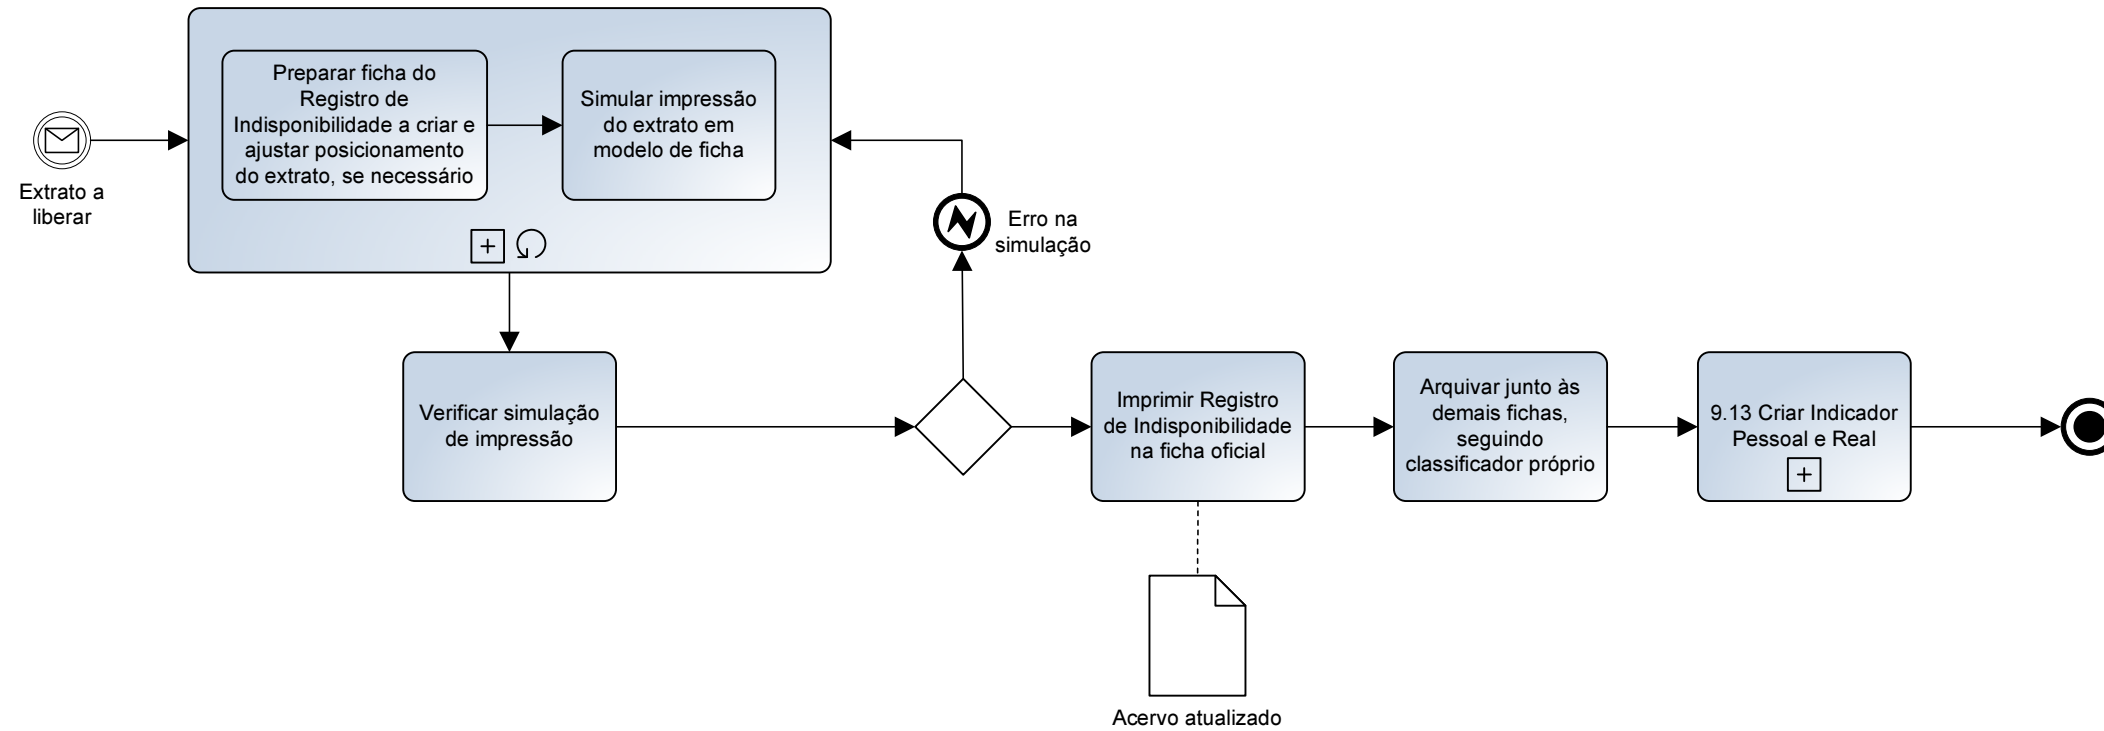 Preparar ficha do
Registro de
Indisponibilidade a criar e
ajustar posicionamento
do extrato, se necessário
Simular impressão
do extrato em
modelo de ficha
Extrato a
liberar
Erro na
simulação
Verificar simulação
de impressão
Imprimir Registro
de Indisponibilidade
na ficha oficial
Arquivar junto às
demais fichas,
seguindo
classificador próprio
9.13 Criar Indicador
Pessoal e Real
Acervo atualizado